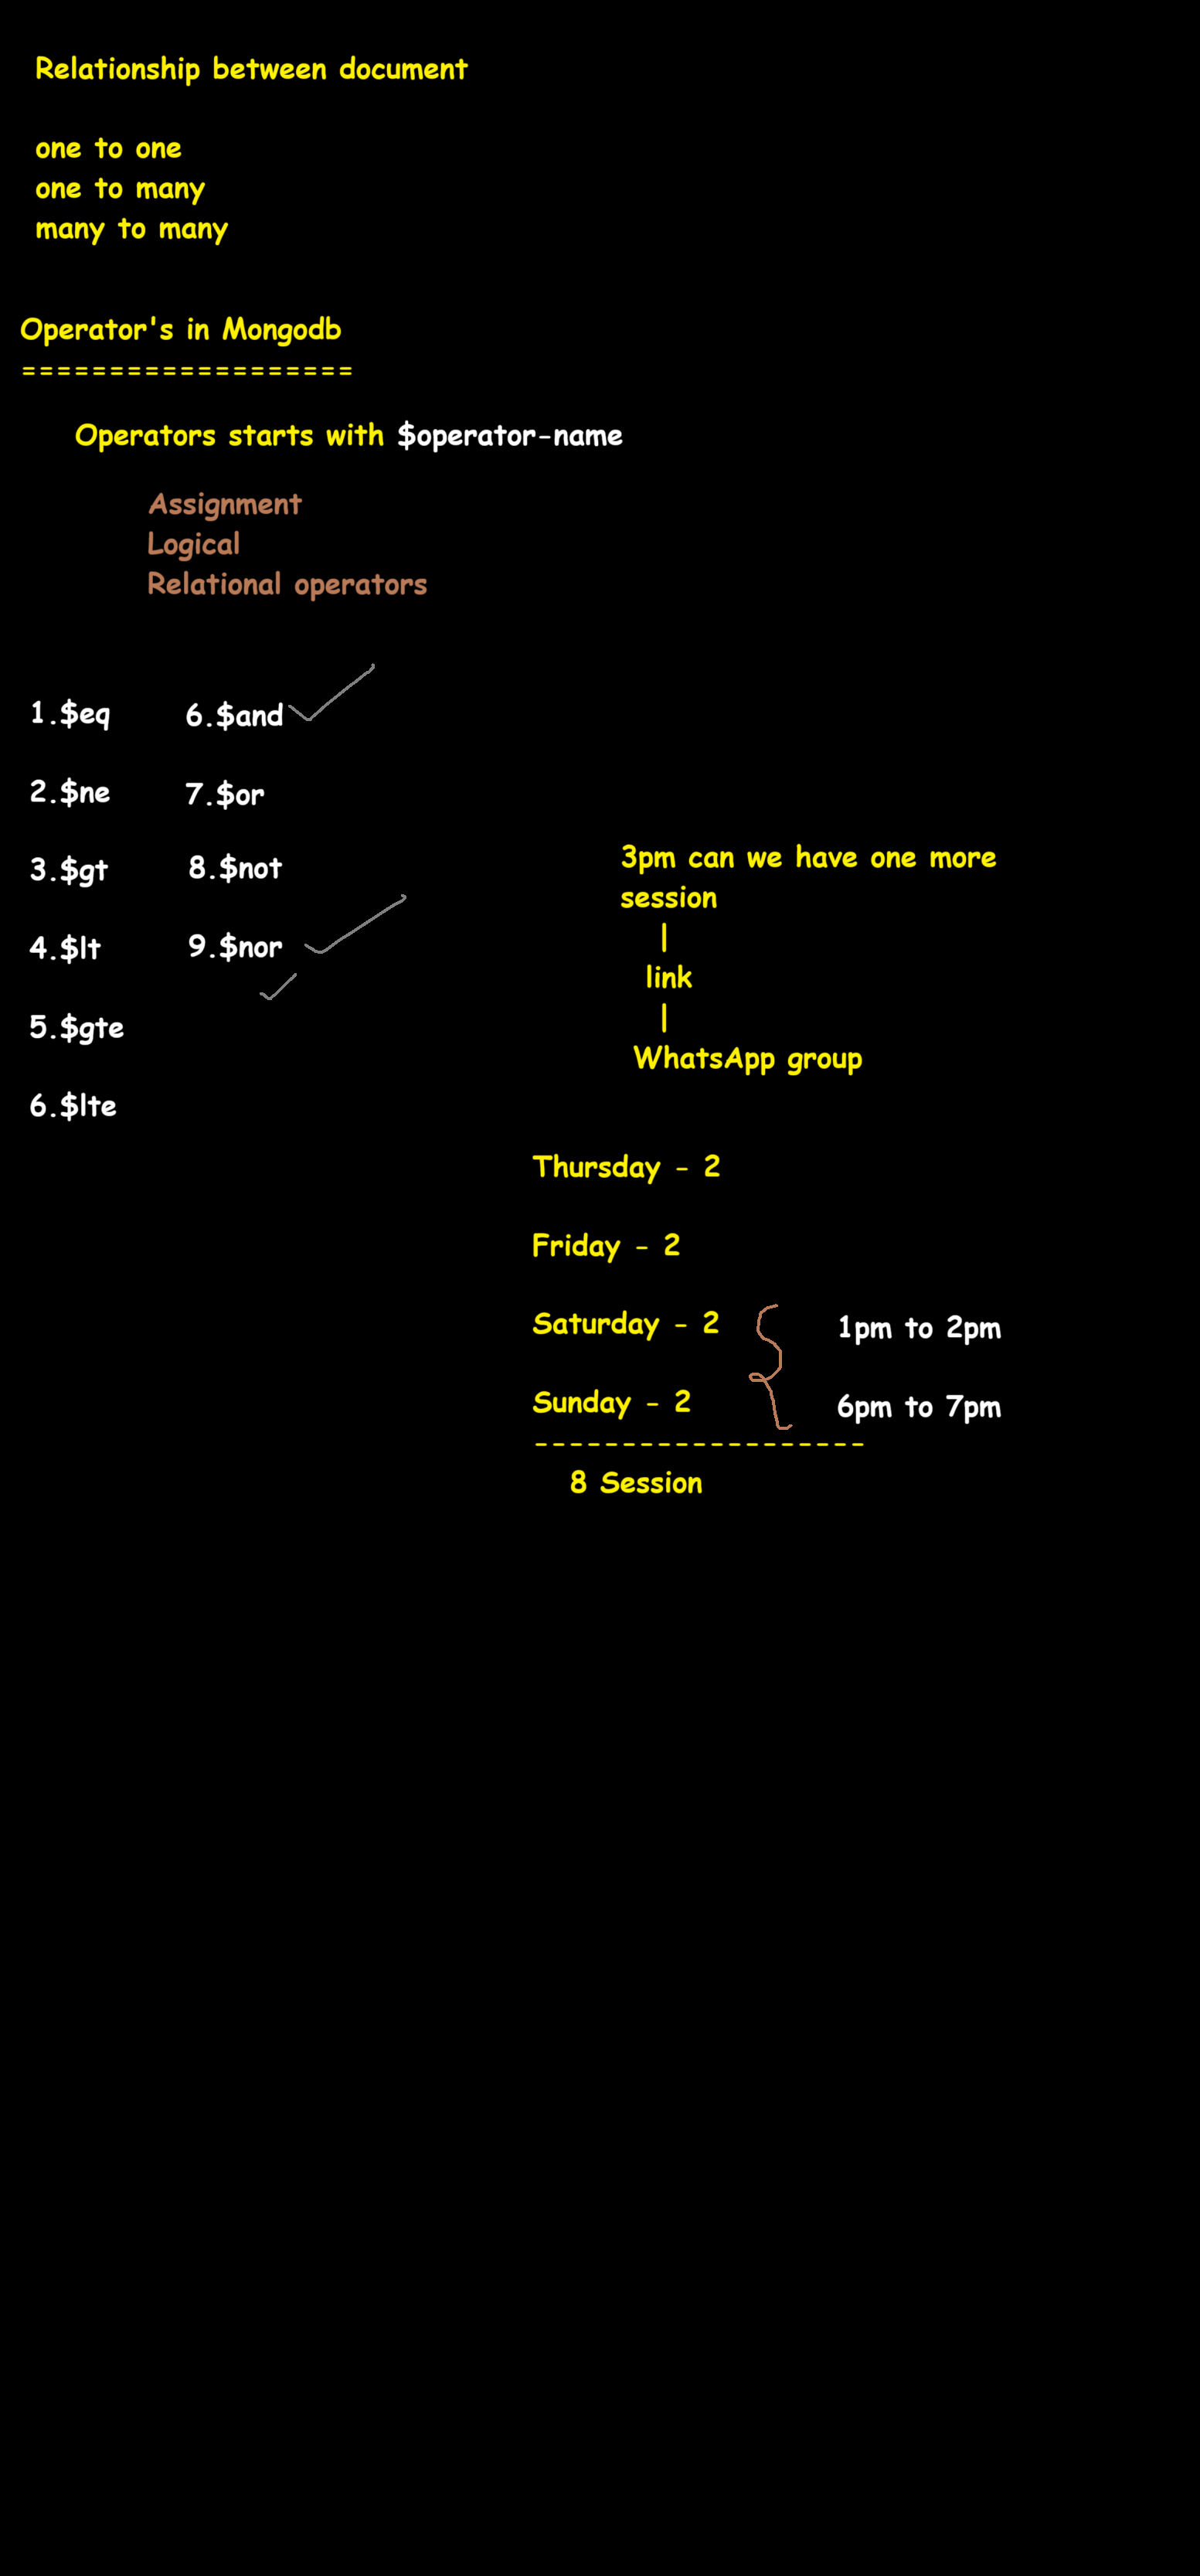 Relationship between document
one to one
one to many
many to many
Operator's in Mongodb
===================
Operators starts with $operator-name
Assignment
Logical
Relational operators
1.$eq
2.$ne
3.$gt
4.$lt
5.$gte
6.$lte
6.$and
7.$or
8.$not
9.$nor
3pm can we have one more
session
|
link
|
WhatsApp group
Thursday - 2
Friday - 2
Saturday - 2
Sunday - 2
-------------------
8 Session
1pm to 2pm
6pm to 7pm